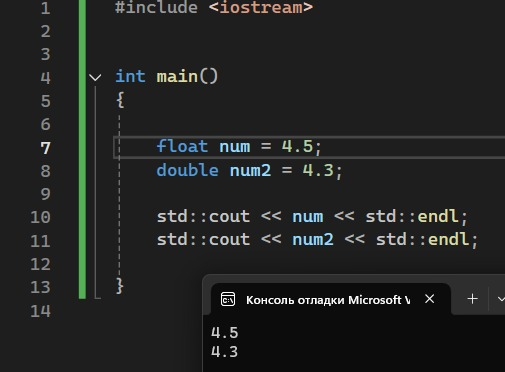 1 #include <iostream>
2
3
4 int main()
5 {
6
7 float num = 4.5;
8 double num2 = 4.3;
9
10 std::cout << num << std::endl;
11 std::cout << num2 << std::endl;
12
13 }
14
Консоль отладки Microsoft V
4.5
4.3